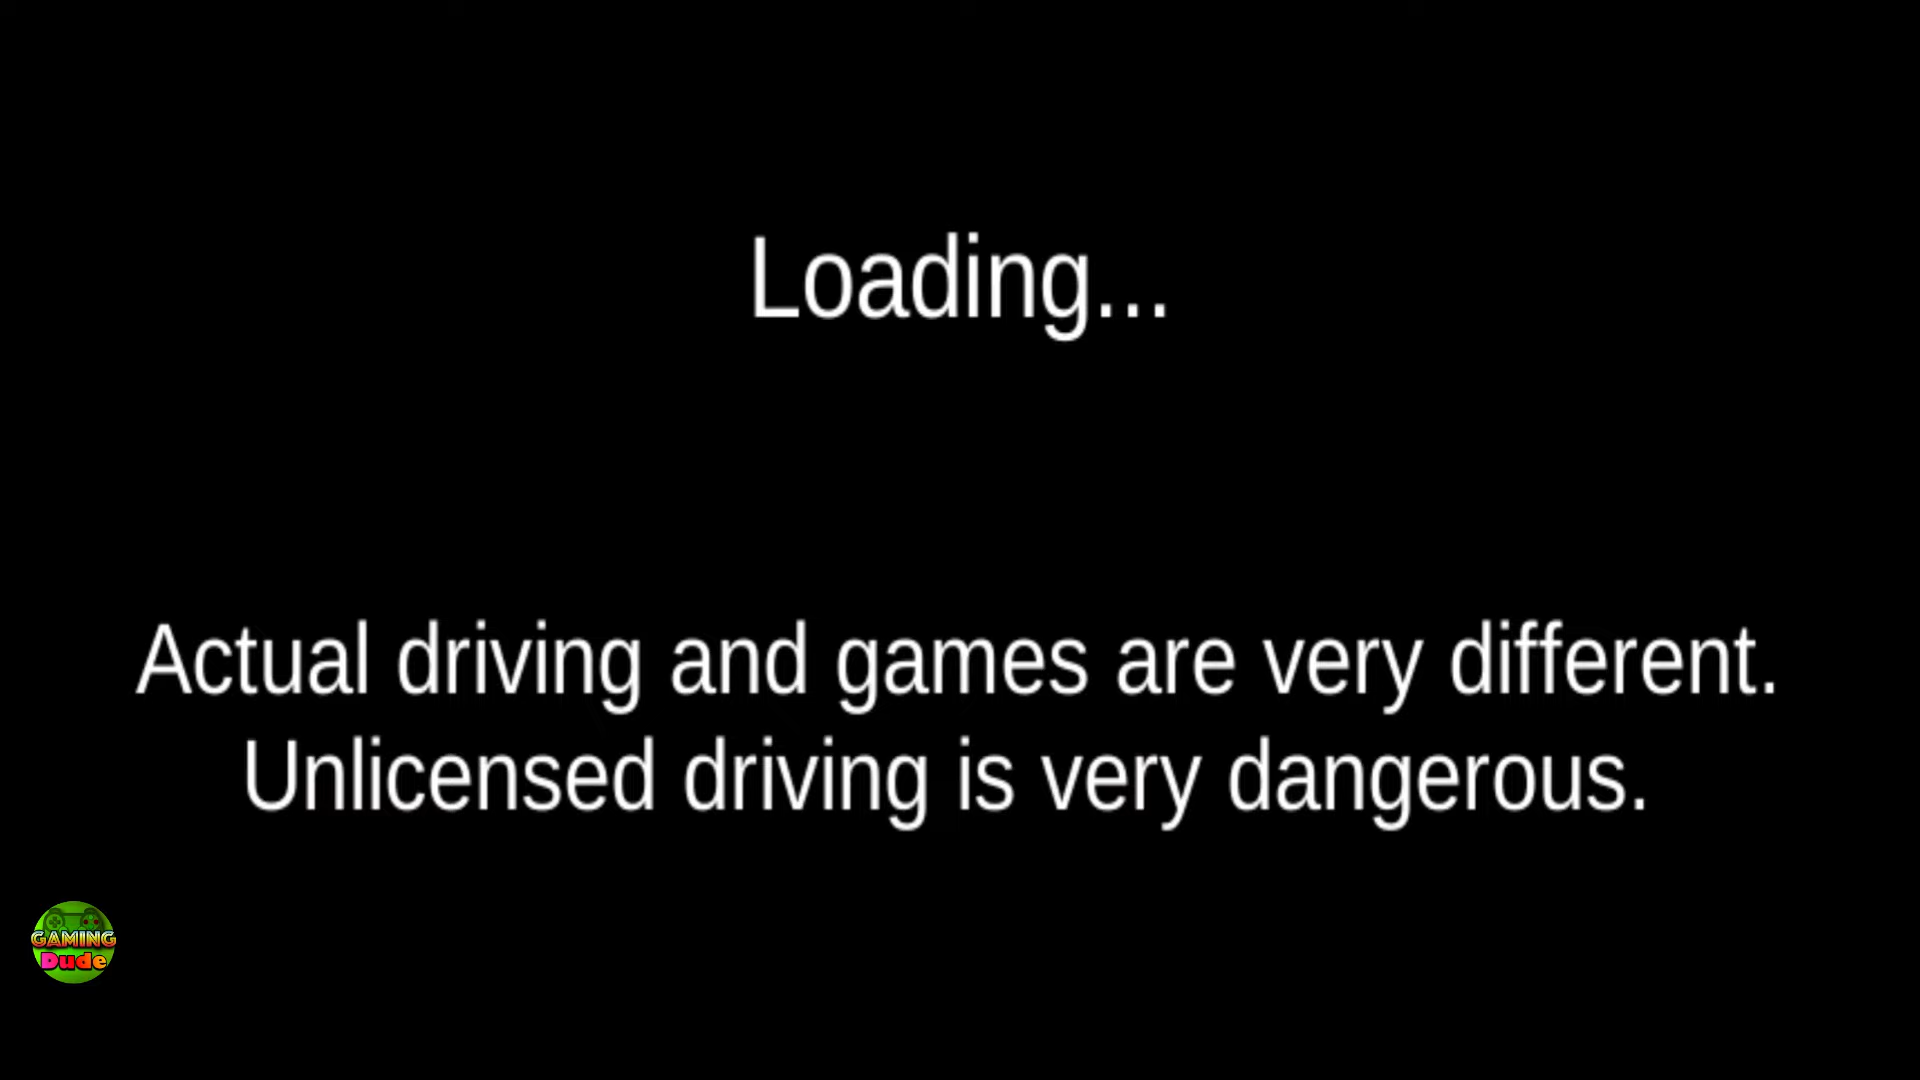 Loading...
Actual driving and games are very different.
Unlicensed driving is very dangerous.
GAMING
Dude